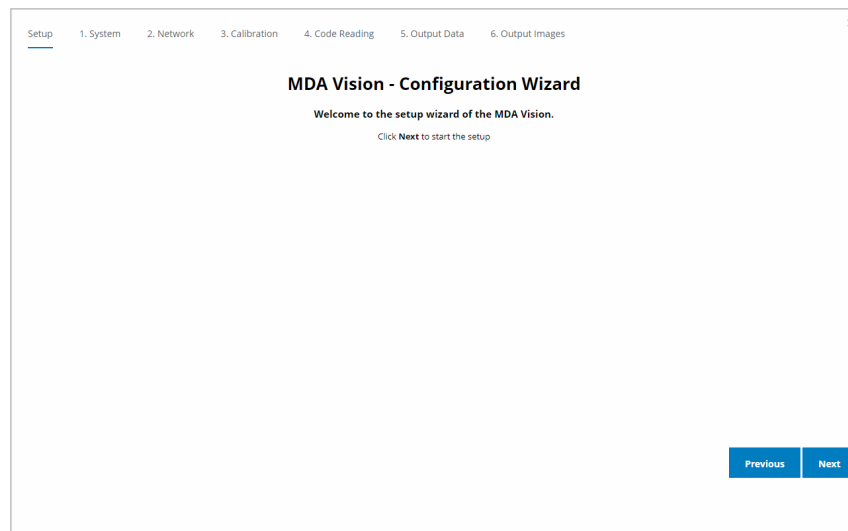 Setup 1. System 2. Network 3. Calibration 4. Code Reading 5. Output Data 6. Output Images
MDA Vision - Configuration Wizard
Welcome to the setup wizard of the MDA Vision.
Click Next to start the setup
Previous Next